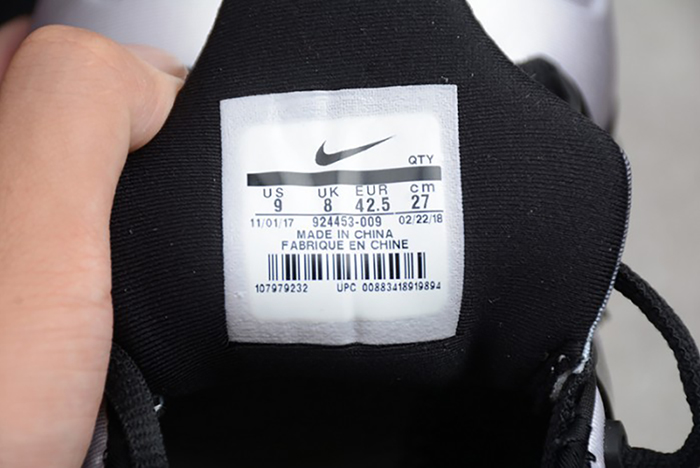 QTY
US UK EUR cm
9 8 42.5 27
11/01/17 924453-009 02/22/18
MADE IN CHINA
FABRIQUE EN CHINE
107979232 UPC 00883418919894